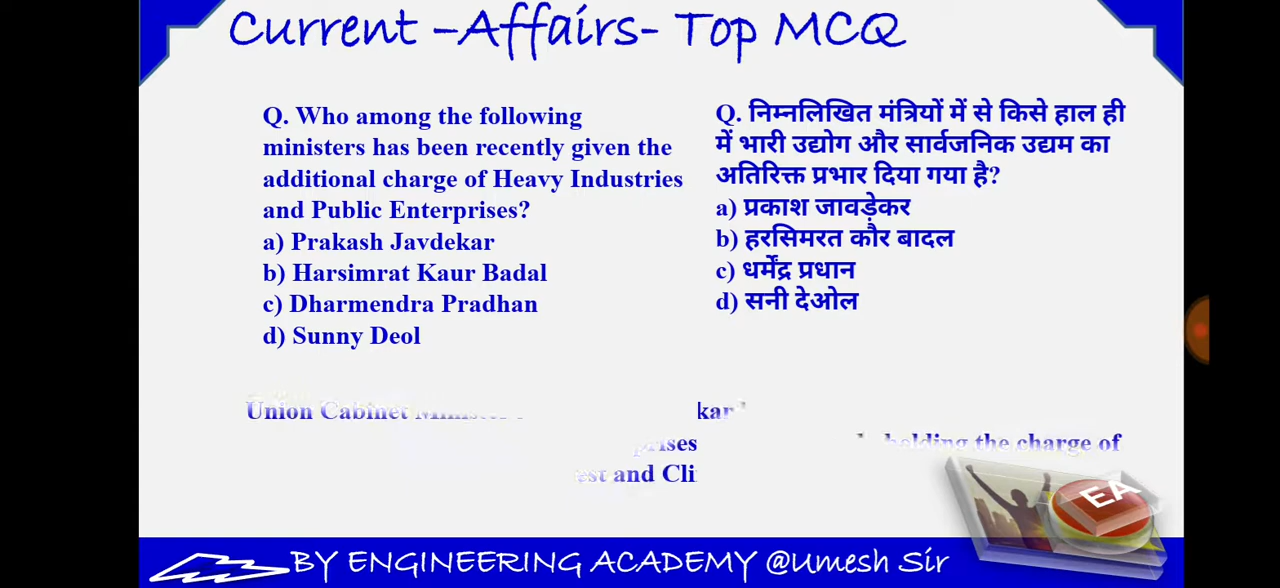 Current -Affairs- Top MCQ
Q. Who among the following
ministers has been recently given the
additional charge of Heavy Industries
and Public Enterprises?
a) Prakash Javdekar
b) Harsimrat Kaur Badal
c) Dharmendra Pradhan
d) Sunny Deol
Q. निम्नलिखित मंत्रियों में से किसे हाल ही
में भारी उद्योग और सार्वजनिक उद्यम का
अतिरिक्त प्रभार दिया गया है?
a) प्रकाश जावड़ेकर
b) हरसिमरत कौर बादल
c) धर्मेंद्र प्रधान
d) सनी देओल
Union Cabinet
holding the charge of
and
EA
BY ENGINEERING ACADEMY @Umesh Sir